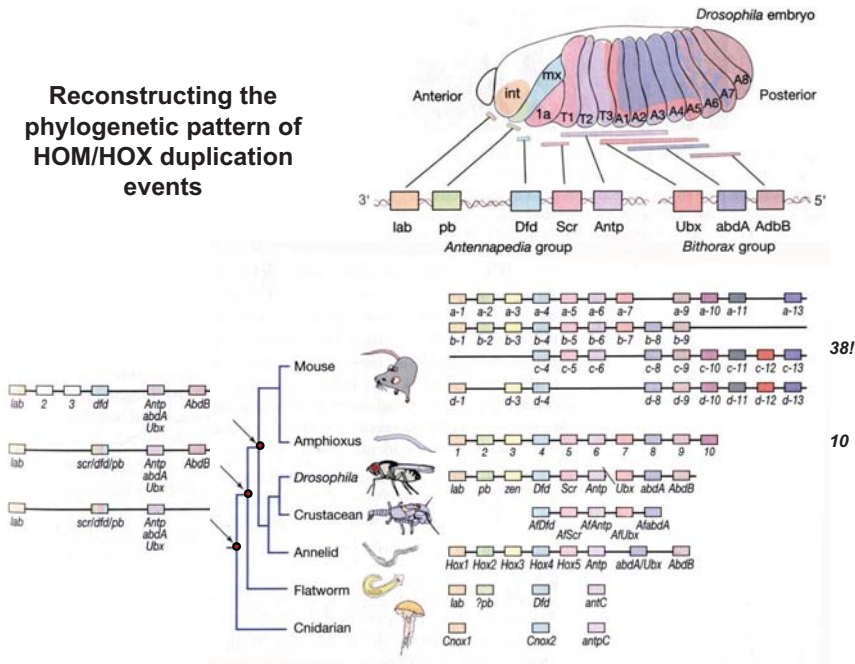 Reconstructing the
phylogenetic pattern of
HOM/HOX duplication
events
Drosophila embryo
Anterior
Posterior
int
mx
1a T1 T2 T3 A1 A2 A3 A4 A5 A6 A7 A8
3' 5'
lab pb Dfd Scr Antp Ubx abdA AdbB
Antennapedia group Bithorax group
a-1 a-2 a-3 a-4 a-5 a-6 a-7 a-9 a-10 a-11 a-13
b-1 b-2 b-3 b-4 b-5 b-6 b-7 b-8 b-9
38!
c-4 c-5 c-6 c-8 c-9 c-10 c-11 c-12 c-13
d-1 d-3 d-4 d-8 d-9 d-10 d-11 d-12 d-13
Mouse
Amphioxus
1 2 3 4 5 6 7 8 9 10
10
Drosophila
lab pb zen Dfd Scr Antp Ubx abdA AbdB
Crustacean
AfDfd AfScr AfAntp AfUbx AfabdA
Annelid
Hox1 Hox2 Hox3 Hox4 Hox5 Antp abdA/Ubx AbdB
Flatworm
lab ?pb Dfd antC
Cnidarian
Cnox1 Cnox2 antpC
lab 2 3 dfd Antp AbdB
abdA
Ubx
lab scr/dfd/pb Antp AbdB
abdA
Ubx
lab scr/dfd/pb Antp
abdA
Ubx